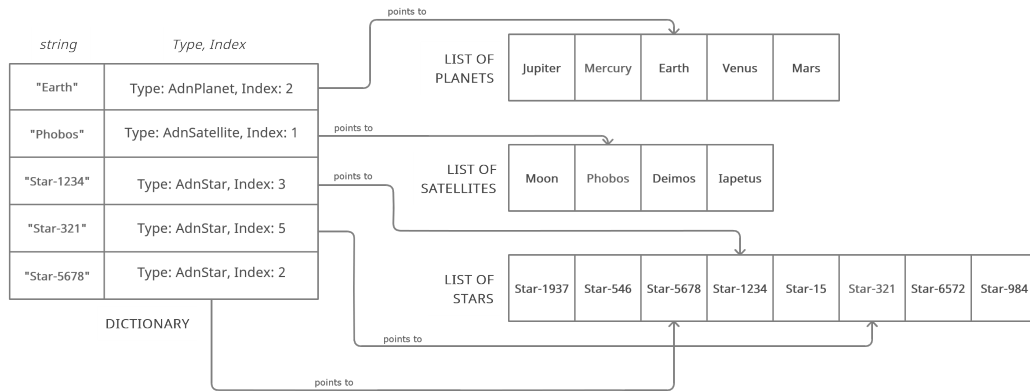 string
Type, Index
"Earth"
Type: AdnPlanet, Index: 2
"Phobos"
Type: AdnSatellite, Index: 1
"Star-1234"
Type: AdnStar, Index: 3
"Star-321"
Type: AdnStar, Index: 5
"Star-5678"
Type: AdnStar, Index: 2
DICTIONARY
points to
LIST OF
PLANETS
Jupiter
Mercury
Earth
Venus
Mars
points to
LIST OF
SATELLITES
Moon
Phobos
Deimos
Iapetus
points to
LIST OF
STARS
Star-1937
Star-546
Star-5678
Star-1234
Star-15
Star-321
Star-6572
Star-984
points to
points to